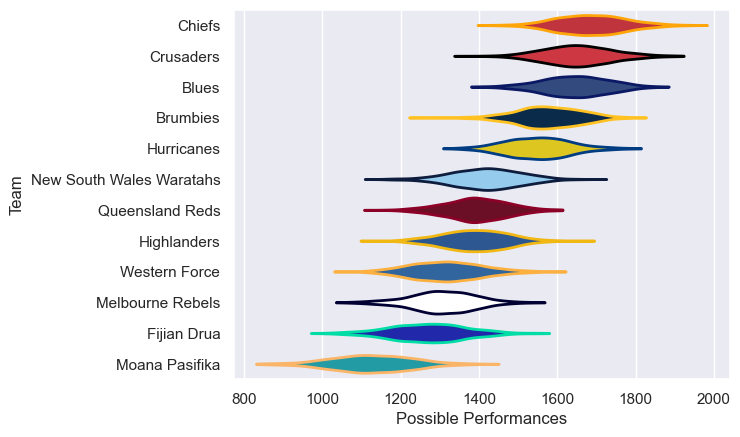 Chiefs
Crusaders
Blues
Brumbies
Hurricanes
New South Wales Waratahs
Queensland Reds
Highlanders
Western Force
Melbourne Rebels
Fijian Drua
Moana Pasifika
Team
800 1000 1200 1400 1600 1800 2000
Possible Performances